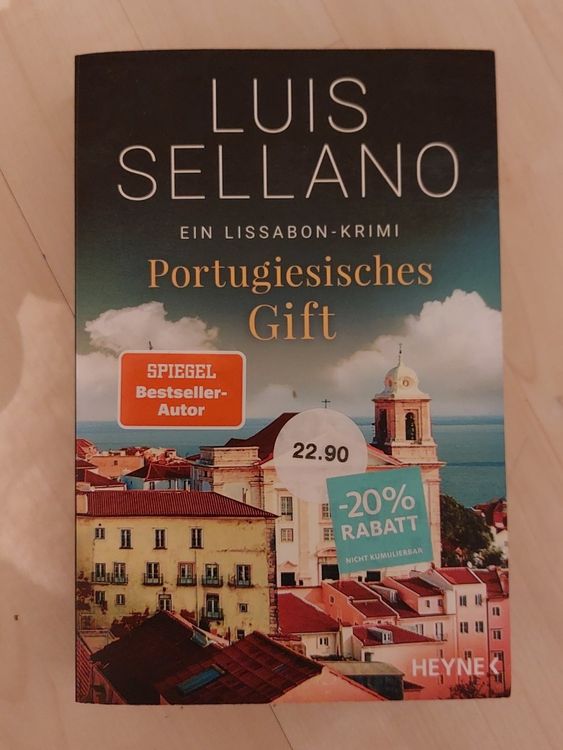 LUIS
SELLANO
EIN LISSABON-KRIMI
Portugiesisches
Gift
SPIEGEL
Bestseller-
Autor
22.90
-20%
RABATT
NICHT KUMULIERBAR
HEYNE